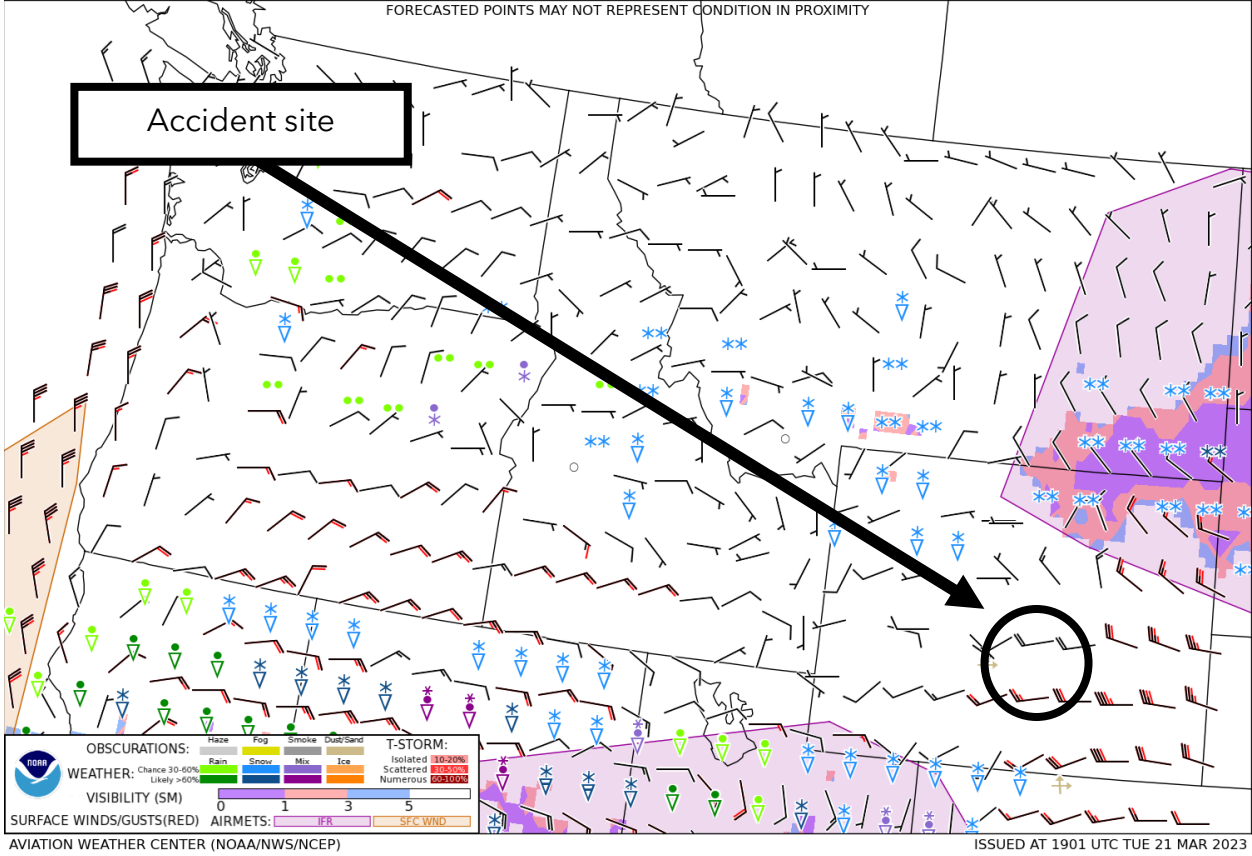 FORECASTED POINTS MAY NOT REPRESENT CONDITION IN PROXIMITY
Accident site
NOAA
OBSCURATIONS: Haze Fog Smoke Dust/Sand
WEATHER: Rain Snow Mix Ice
Chance 30-60%
Likely >60%
T-STORM:
Isolated 10-20%
Scattered 30-50%
Numerous 60-100%
VISIBILITY (SM) 0 1 3 5
SURFACE WINDS/GUSTS(RED) AIRMETS: IFR SFC WND
AVIATION WEATHER CENTER (NOAA/NWS/NCEP) ISSUED AT 1901 UTC TUE 21 MAR 2023